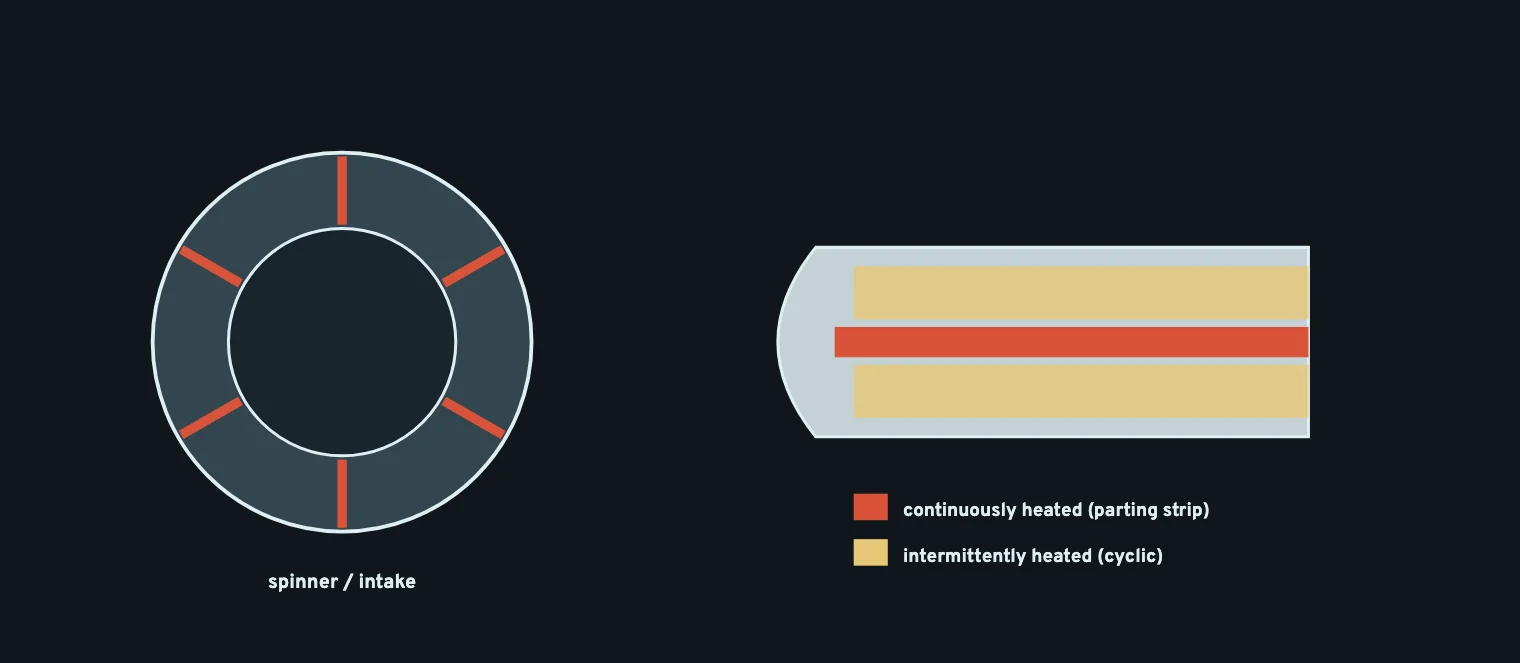 continuously heated (parting strip)
intermittently heated (cyclic)
spinner / intake